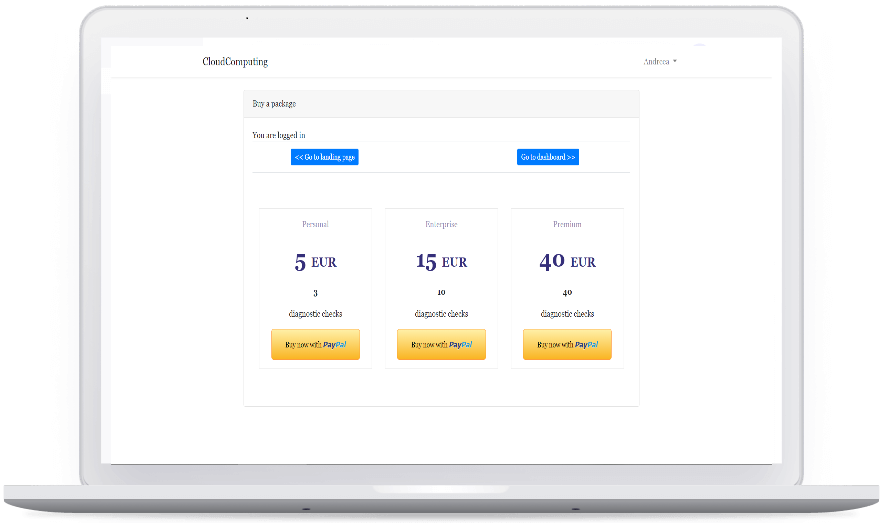 CloudComputing
Andreea
Buy a package
You are logged in
<< Go to landing page
Go to dashboard >>
Personal
5 EUR
3
diagnostic checks
Buy now with PayPal
Enterprise
15 EUR
10
diagnostic checks
Buy now with PayPal
Premium
40 EUR
40
diagnostic checks
Buy now with PayPal